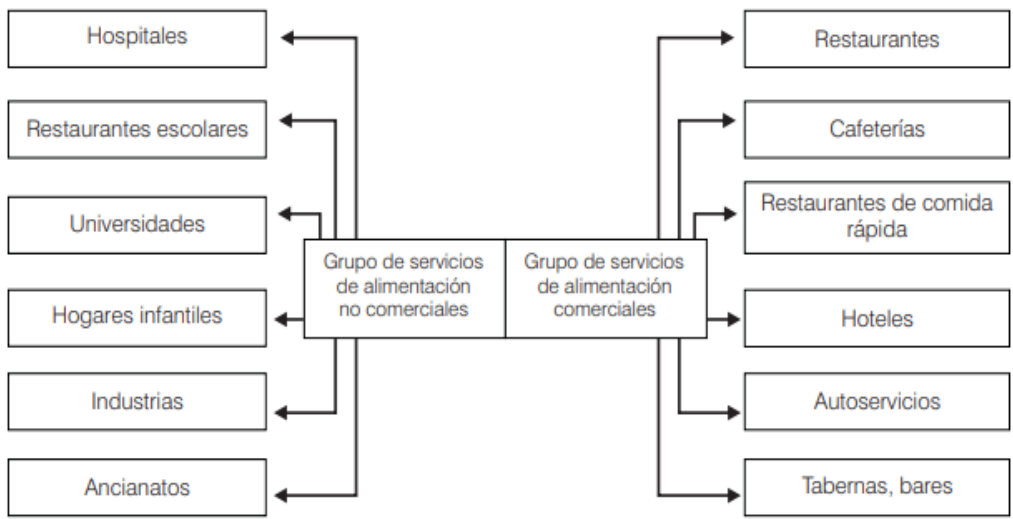 Hospitales
Restaurantes escolares
Universidades
Hogares infantiles
Industrias
Ancianatos
Grupo de servicios
de alimentación
no comerciales
Grupo de servicios
de alimentación
comerciales
Restaurantes
Cafeterías
Restaurantes de comida
rápida
Hoteles
Autoservicios
Tabernas, bares